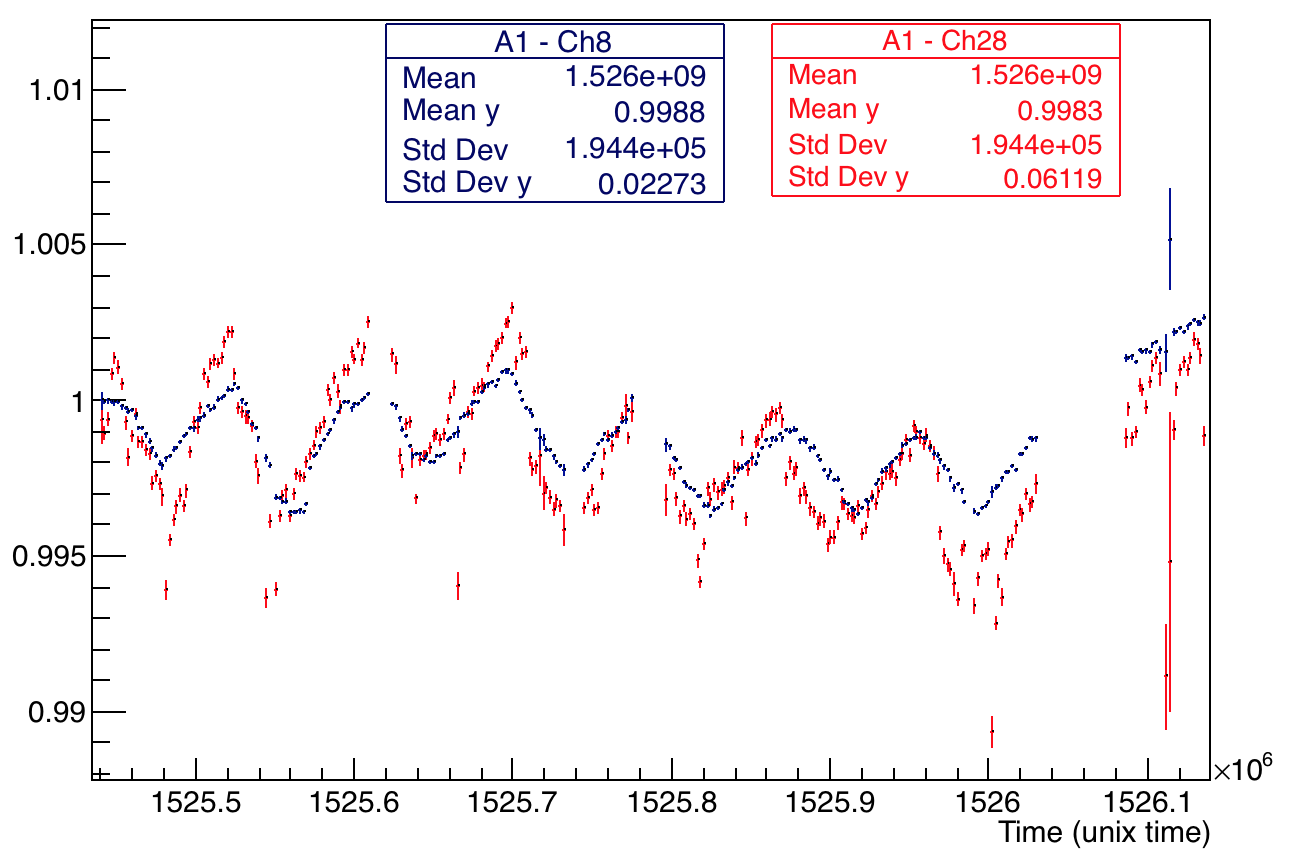 A1 - Ch8
Mean 1.526e+09
Mean y 0.9988
Std Dev 1.944e+05
Std Dev y 0.02273
A1 - Ch28
Mean 1.526e+09
Mean y 0.9983
Std Dev 1.944e+05
Std Dev y 0.06119
1.01
1.005
1
0.995
0.99
1525.5 1525.6 1525.7 1525.8 1525.9 1526 1526.1
×10⁶
Time (unix time)